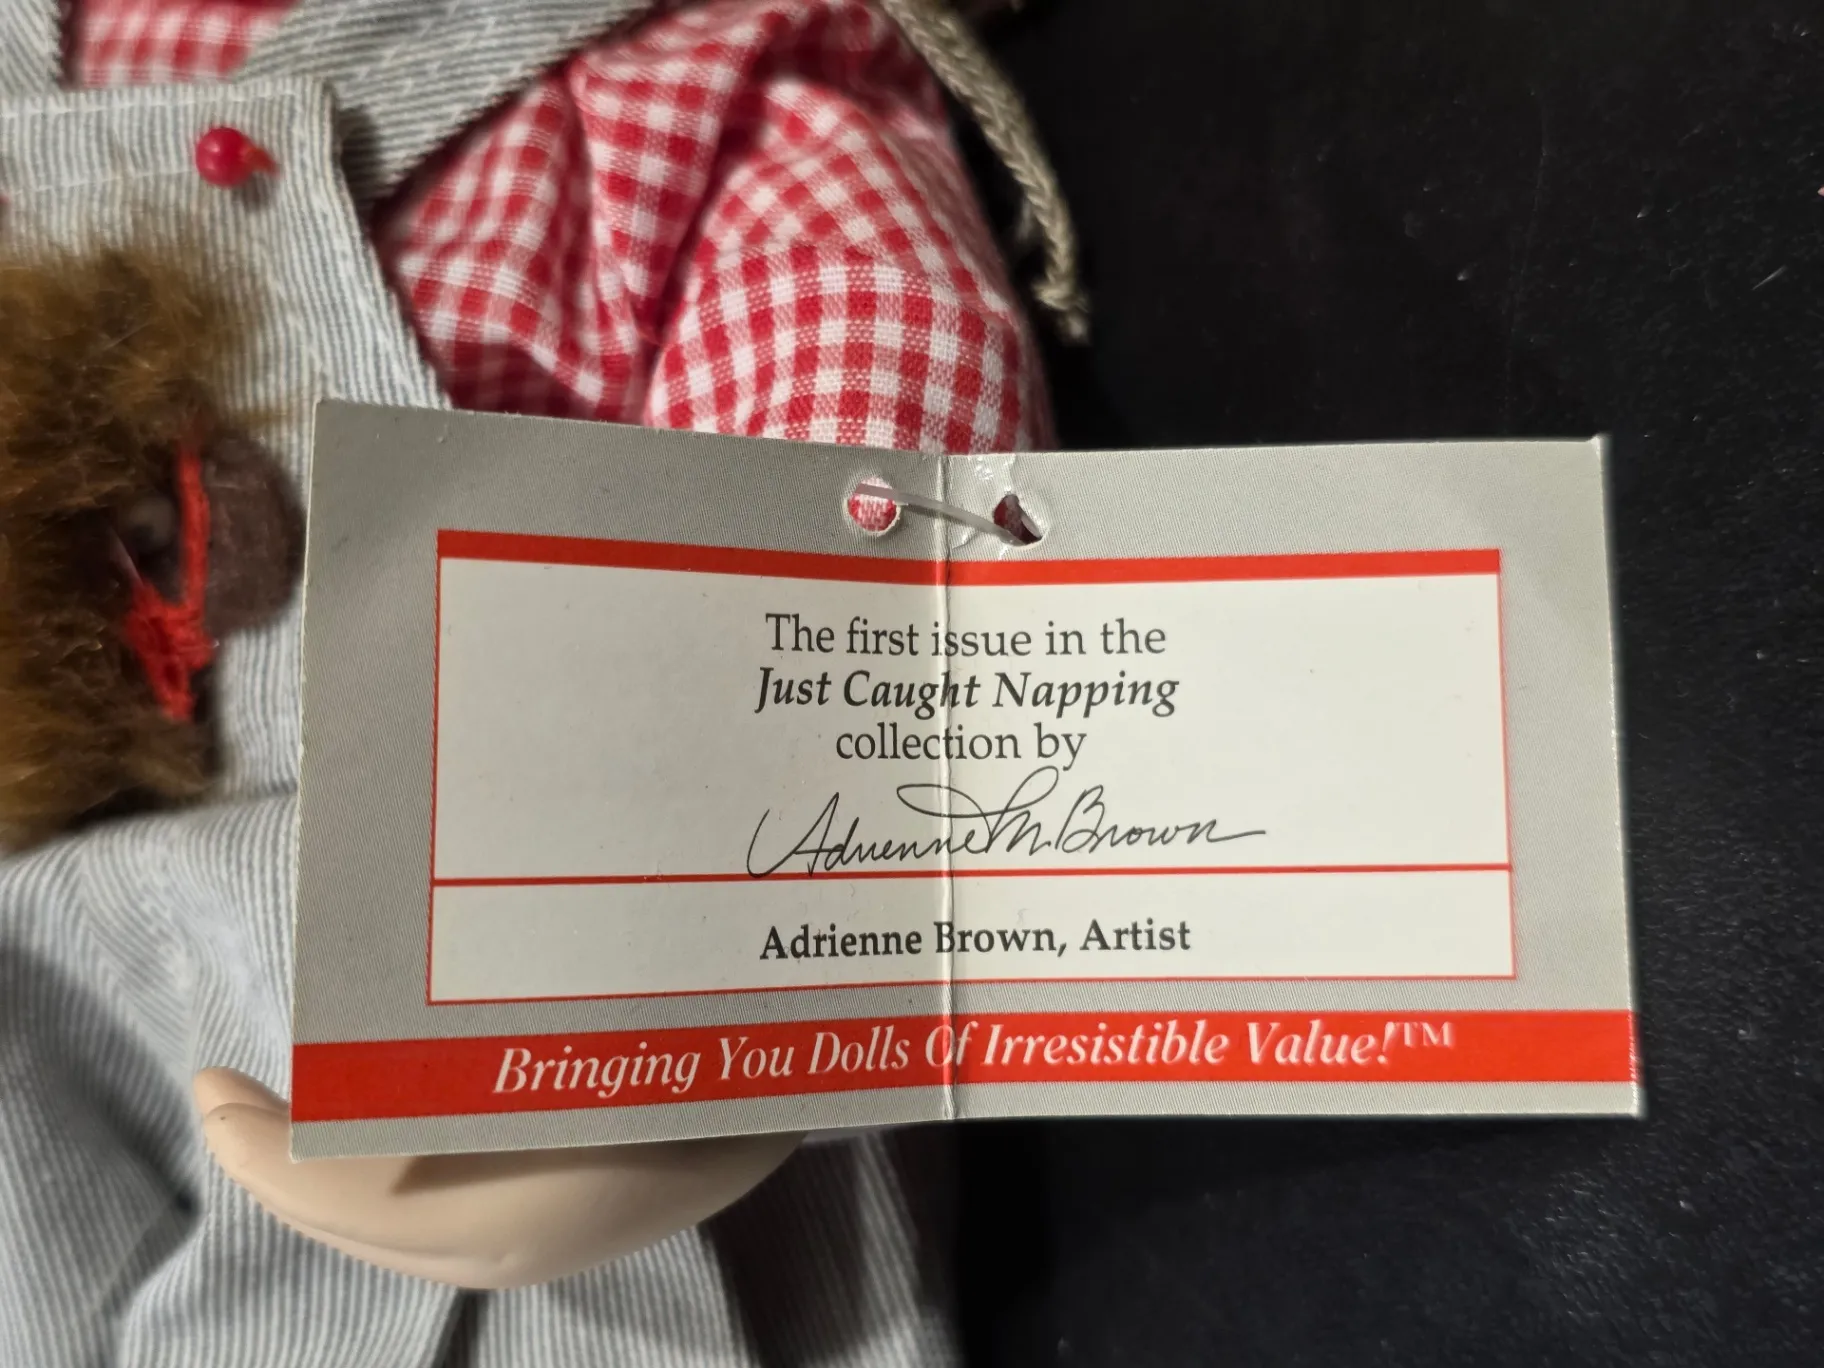 The first issue in the
Just Caught Napping
collection by
Adrienne M. Brown
Adrienne Brown, Artist
Bringing You Dolls Of Irresistible Value!™